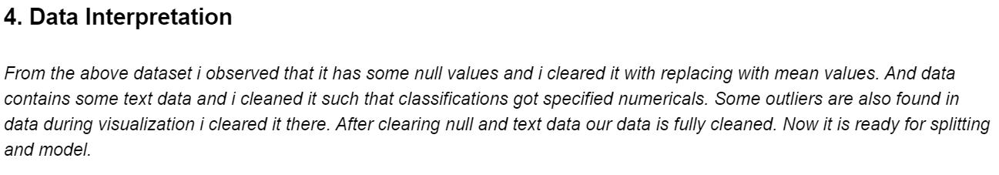 4. Data Interpretation
From the above dataset i observed that it has some null values and i cleared it with replacing with mean values. And data
contains some text data and i cleaned it such that classifications got specified numericals. Some outliers are also found in
data during visualization i cleared it there. After clearing null and text data our data is fully cleaned. Now it is ready for splitting
and model.